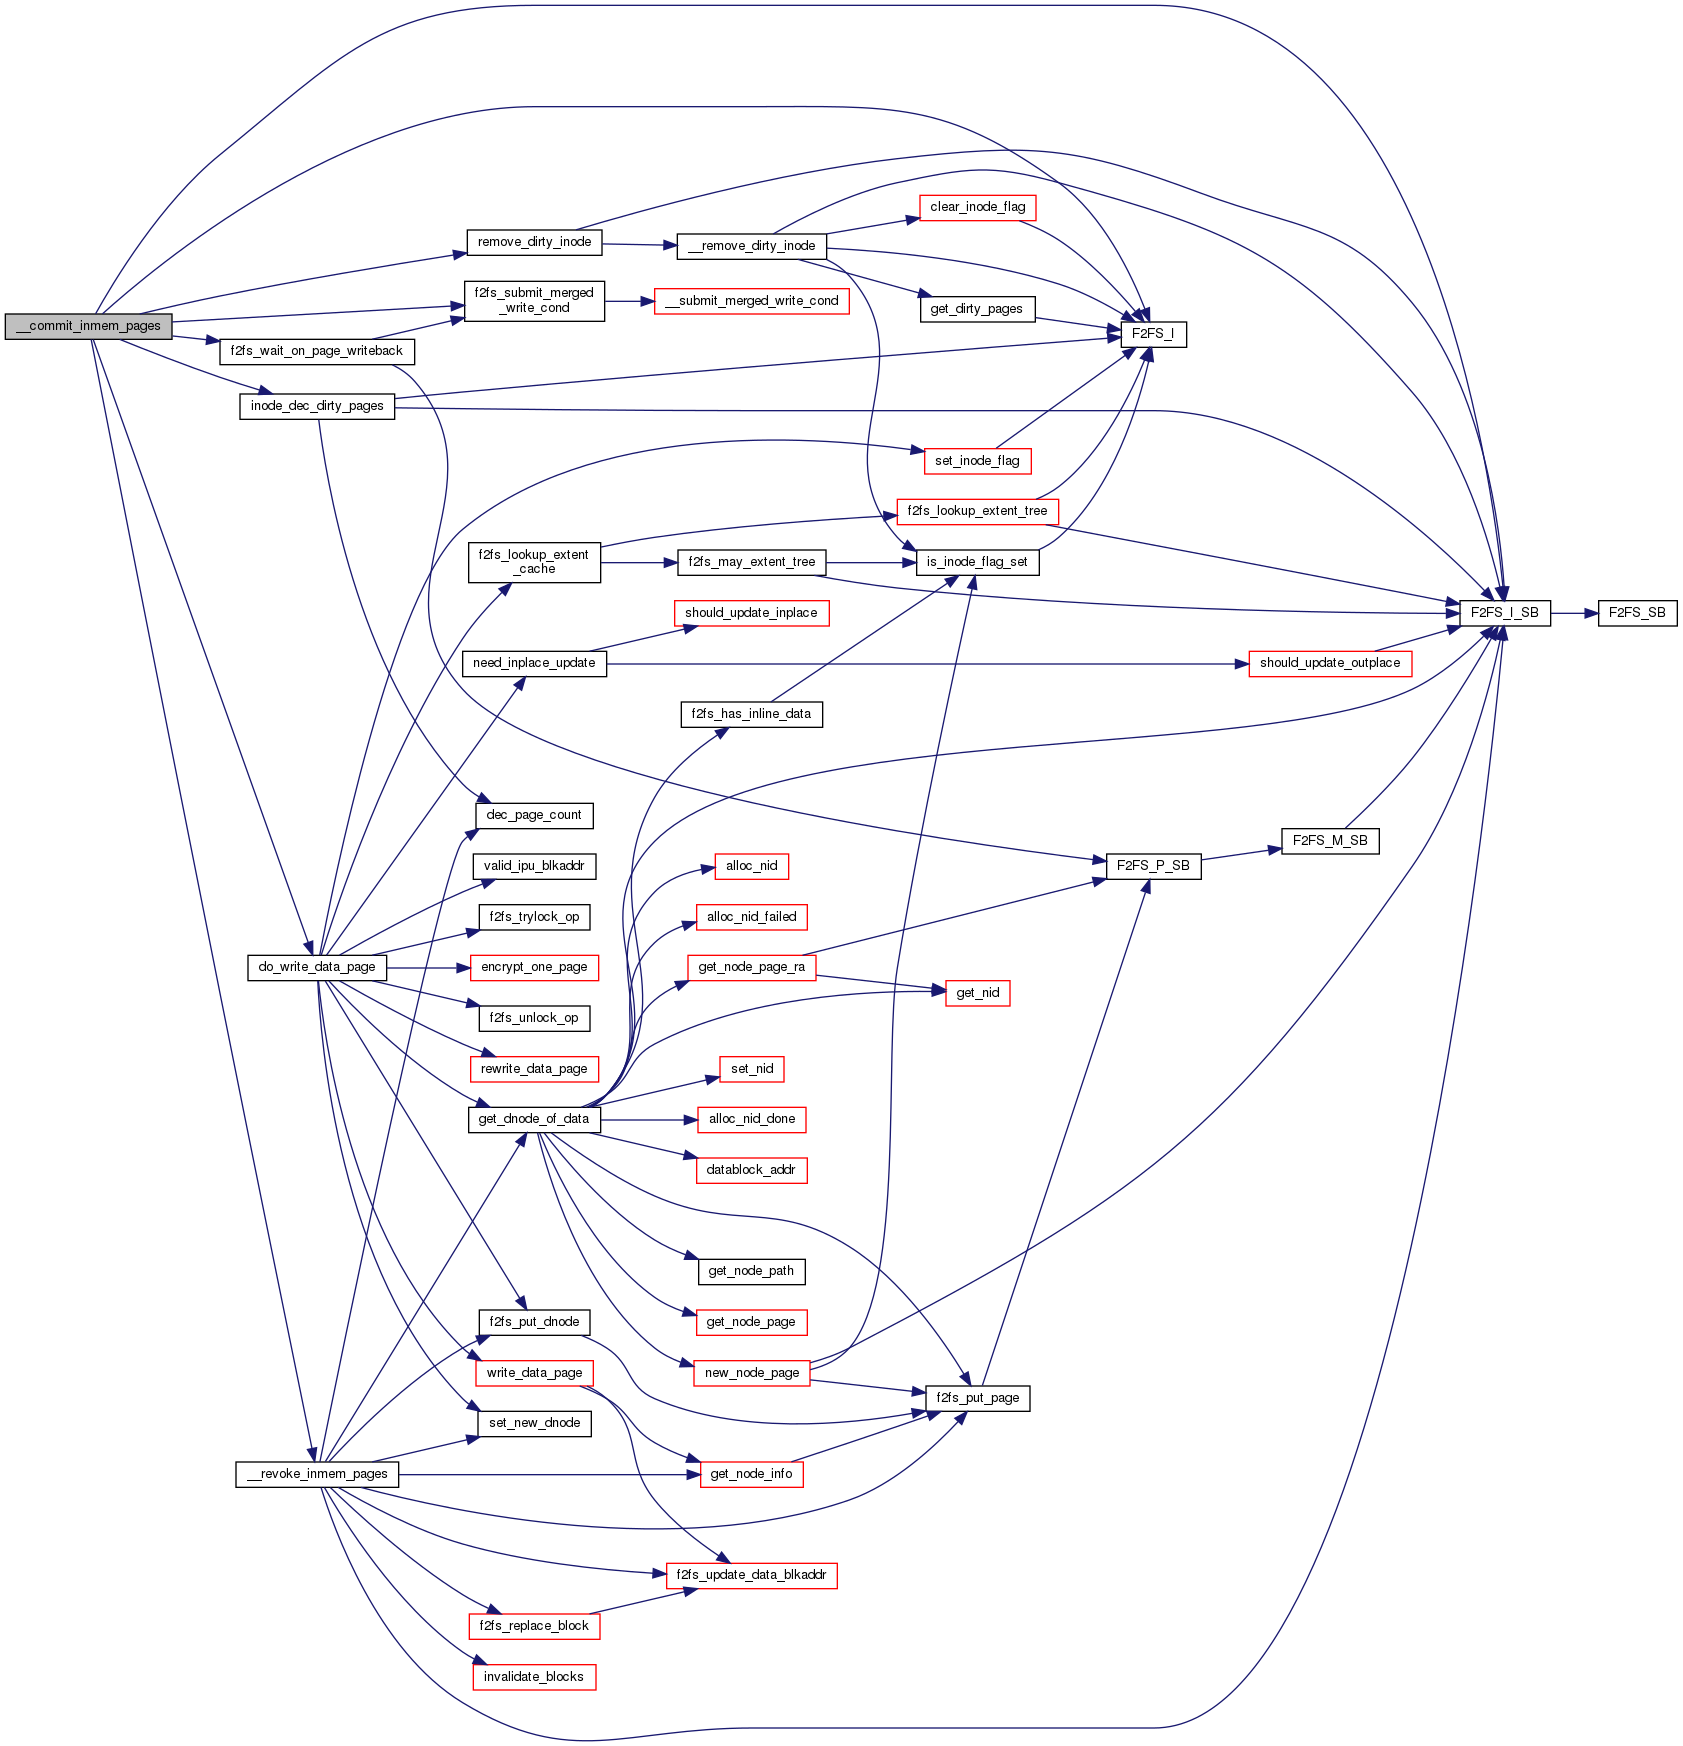 __commit_inmem_pages
remove_dirty_inode
f2fs_submit_merged
_write_cond
f2fs_wait_on_page_writeback
inode_dec_dirty_pages
__remove_dirty_inode
clear_inode_flag
__submit_merged_write_cond
get_dirty_pages
F2FS_I
set_inode_flag
f2fs_lookup_extent_tree
f2fs_lookup_extent
_cache
f2fs_may_extent_tree
is_inode_flag_set
should_update_inplace
F2FS_I_SB
F2FS_SB
need_inplace_update
should_update_outplace
f2fs_has_inline_data
dec_page_count
F2FS_M_SB
valid_ipu_blkaddr
alloc_nid
F2FS_P_SB
f2fs_trylock_op
alloc_nid_failed
do_write_data_page
encrypt_one_page
get_node_page_ra
get_nid
f2fs_unlock_op
rewrite_data_page
set_nid
get_dnode_of_data
alloc_nid_done
datablock_addr
get_node_path
f2fs_put_dnode
get_node_page
write_data_page
new_node_page
f2fs_put_page
set_new_dnode
__revoke_inmem_pages
get_node_info
f2fs_update_data_blkaddr
f2fs_replace_block
invalidate_blocks